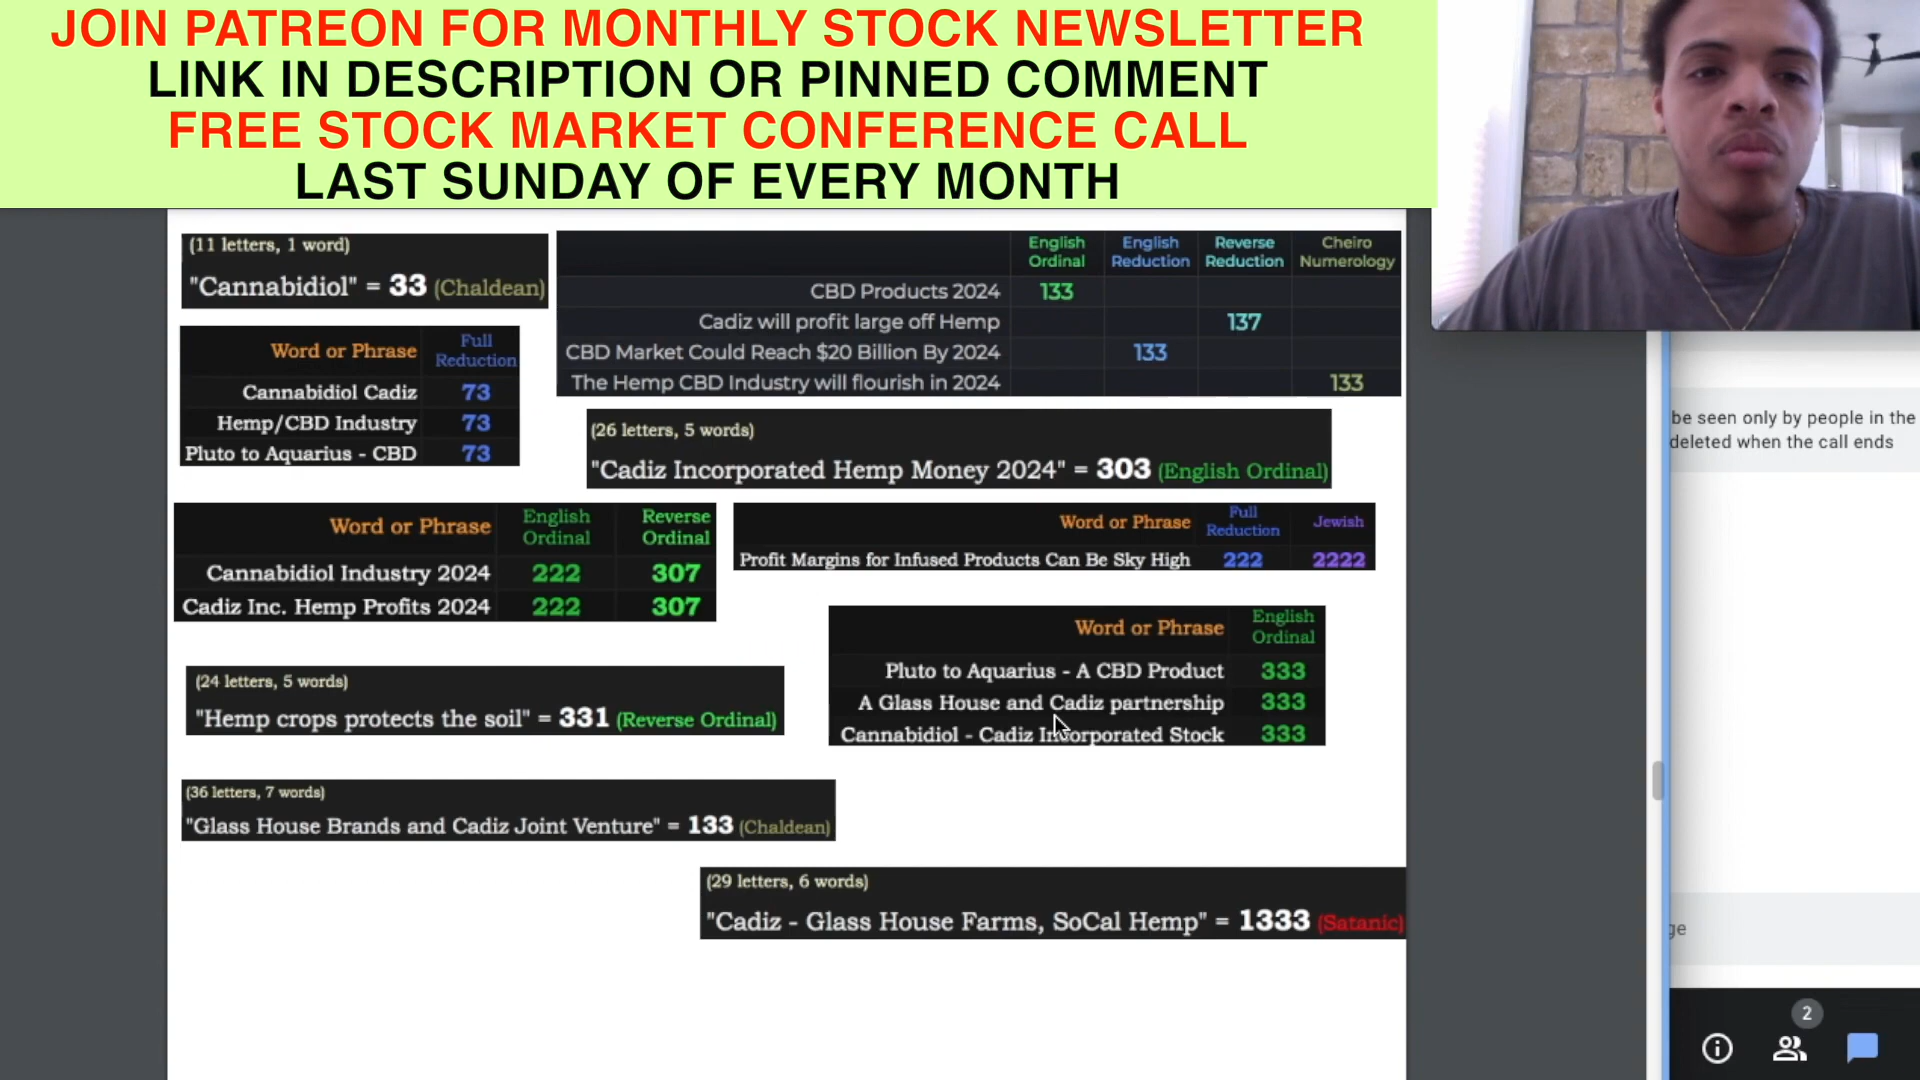 JOIN PATREON FOR MONTHLY STOCK NEWSLETTER
LINK IN DESCRIPTION OR PINNED COMMENT
FREE STOCK MARKET CONFERENCE CALL
LAST SUNDAY OF EVERY MONTH
(11 letters, 1 word)
"Cannabidiol" = 33 (Chaldean)
English Ordinal English Reduction Reverse Reduction Cheiro Numerology
CBD Products 2024 133
Cadiz will profit large off Hemp 137
CBD Market Could Reach $20 Billion By 2024 133
The Hemp CBD Industry will flourish in 2024 133
Word or Phrase Full Reduction
Cannabidiol Cadiz 73
Hemp/CBD Industry 73
Pluto to Aquarius - CBD 73
(26 letters, 5 words)
"Cadiz Incorporated Hemp Money 2024" = 303 (English Ordinal)
Word or Phrase English Ordinal Reverse Ordinal
Cannabidiol Industry 2024 222 307
Cadiz Inc. Hemp Profits 2024 222 307
Word or Phrase Full Reduction Jewish
Profit Margins for Infused Products Can Be Sky High 222 2222
Word or Phrase English Ordinal
Pluto to Aquarius - A CBD Product 333
A Glass House and Cadiz partnership 333
Cannabidiol - Cadiz Incorporated Stock 333
(24 letters, 5 words)
"Hemp crops protects the soil" = 331 (Reverse Ordinal)
(36 letters, 7 words)
"Glass House Brands and Cadiz Joint Venture" = 133 (Chaldean)
(29 letters, 6 words)
"Cadiz - Glass House Farms, SoCal Hemp" = 1333 (Satanic)
be seen only by people in the
deleted when the call ends
ge
2